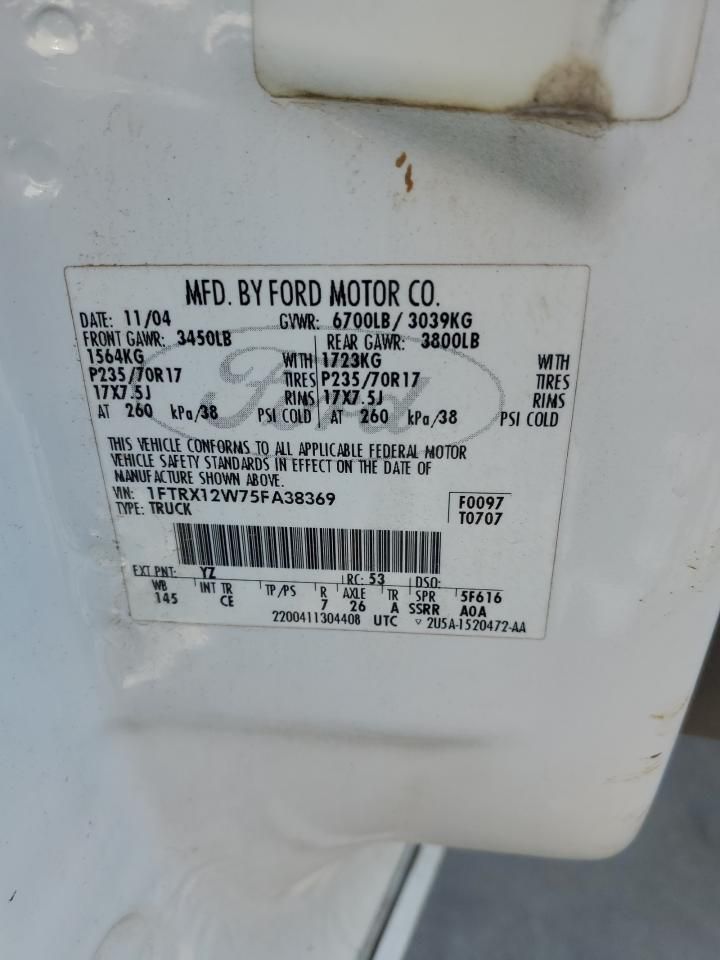 MFD. BY FORD MOTOR CO.
DATE: 11/04 GVWR: 6700LB/ 3039KG
FRONT GAWR: 3450LB REAR GAWR: 3800LB
1564KG WITH 1723KG WITH
P235/70R17 TIRES P235/70R17 TIRES
17X7.5J RIMS 17X7.5J RIMS
AT 260 kPa/38 PSI COLD AT 260 kPa/38 PSI COLD
Ford
THIS VEHICLE CONFORMS TO ALL APPLICABLE FEDERAL MOTOR
VEHICLE SAFETY STANDARDS IN EFFECT ON THE DATE OF
MANUFACTURE SHOWN ABOVE.
VIN: 1FTRX12W75FA38369 F0097
TYPE: TRUCK T0707
EXT PNT: YZ RC: 53 DSO:
WB INT TR TP/PS R AXLE TR SPR 5F616
145 CE 7 26 A SSRR A0A
2200411304408 UTC ▽ 2U5A-1520472-AA